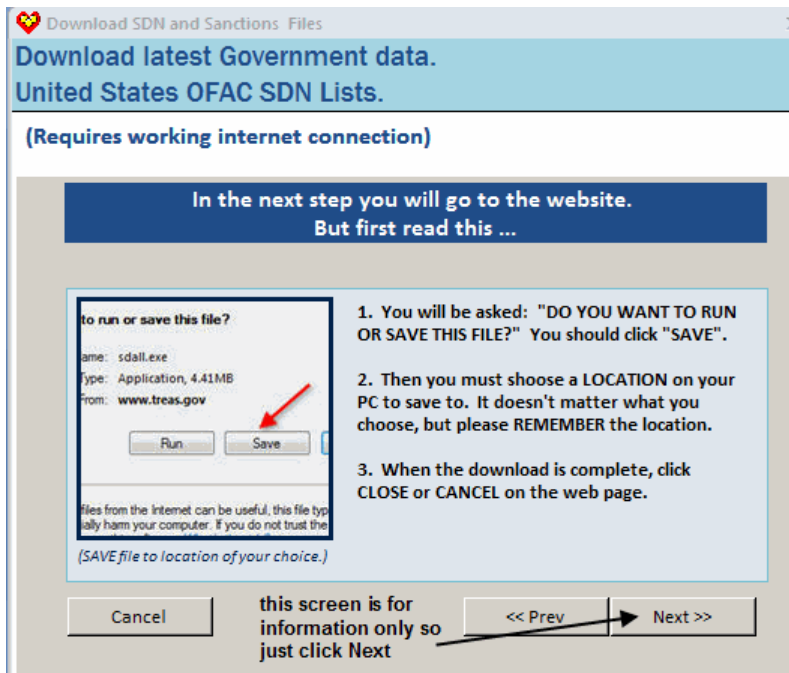 Download SDN and Sanctions Files
Download latest Government data.
United States OFAC SDN Lists.
(Requires working internet connection)
In the next step you will go to the website.
But first read this ...
to run or save this file?
ame: sdall.exe
Type: Application, 4.41MB
From: www.treas.gov
Run Save
files from the Internet can be useful, this file typ
ially harm your computer. If you do not trust the
(SAVE file to location of your choice.)
1. You will be asked: "DO YOU WANT TO RUN
OR SAVE THIS FILE?" You should click "SAVE".
2. Then you must shoose a LOCATION on your
PC to save to. It doesn't matter what you
choose, but please REMEMBER the location.
3. When the download is complete, click
CLOSE or CANCEL on the web page.
Cancel
this screen is for
information only so
just click Next
<< Prev
Next >>